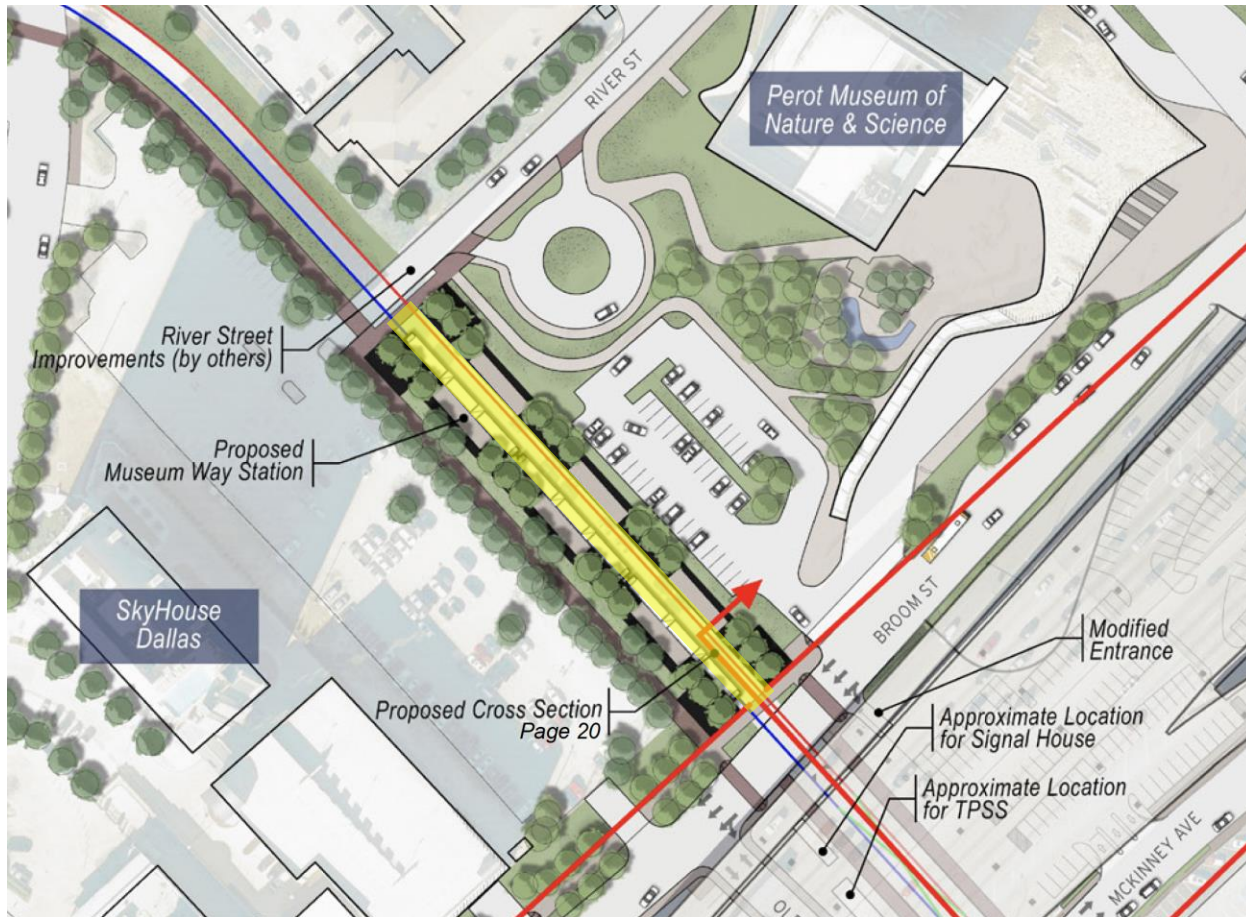 RIVER ST
Perot Museum of
Nature & Science
River Street
Improvements (by others)
Proposed
Museum Way Station
SkyHouse
Dallas
BROOM ST
Modified
Entrance
Proposed Cross Section
Page 20
Approximate Location
for Signal House
Approximate Location
for TPSS
MCKINNEY AVE